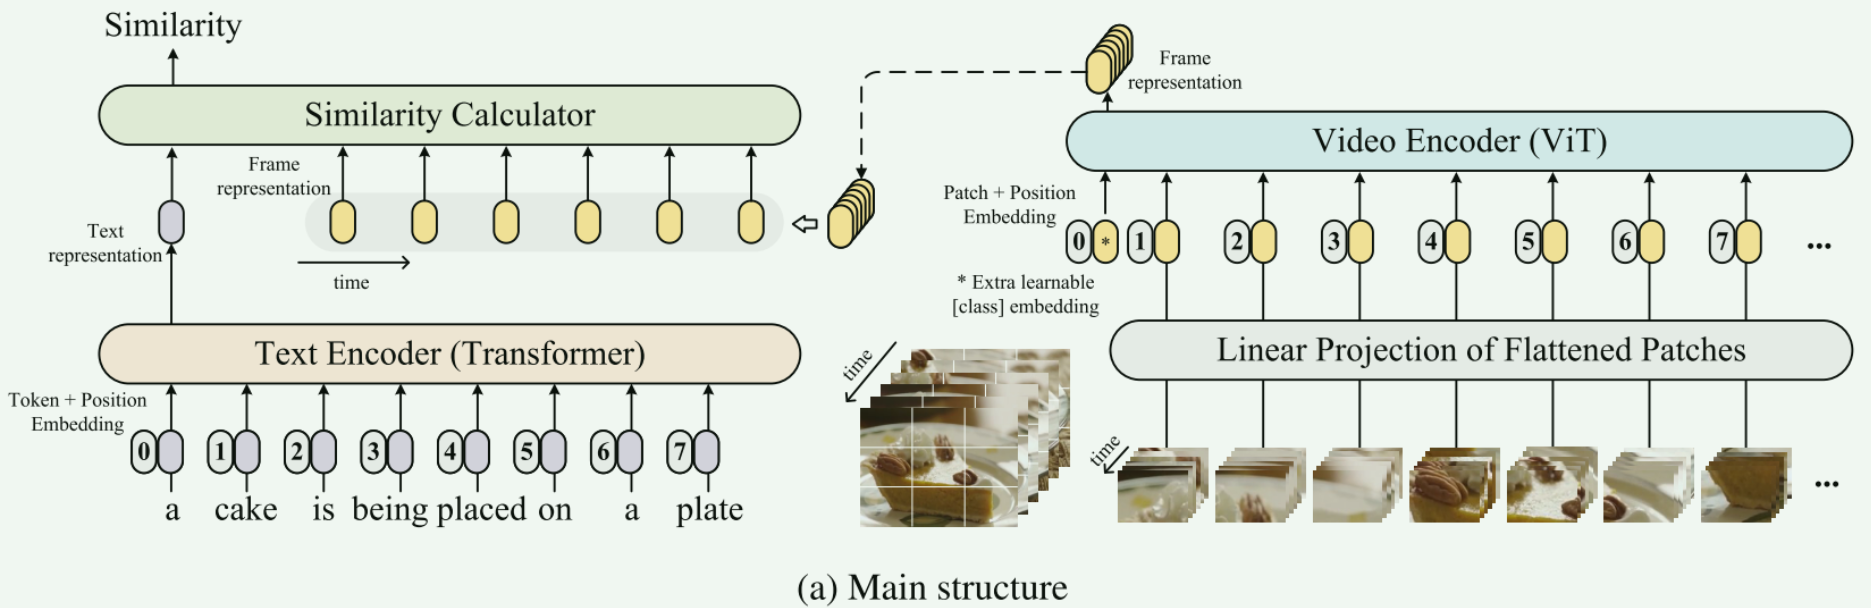 Similarity
Similarity Calculator
Frame
representation
Text
representation
time
Text Encoder (Transformer)
Token + Position
Embedding
0 1 2 3 4 5 6 7
a cake is being placed on a plate
Frame
representation
Video Encoder (ViT)
Patch + Position
Embedding
0 * 1 2 3 4 5 6 7 ...
* Extra learnable
[class] embedding
Linear Projection of Flattened Patches
time
time
...
(a) Main structure